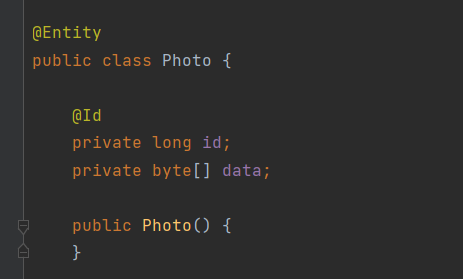 @Entity
public class Photo {
@Id
private long id;
private byte[] data;
public Photo() {
}